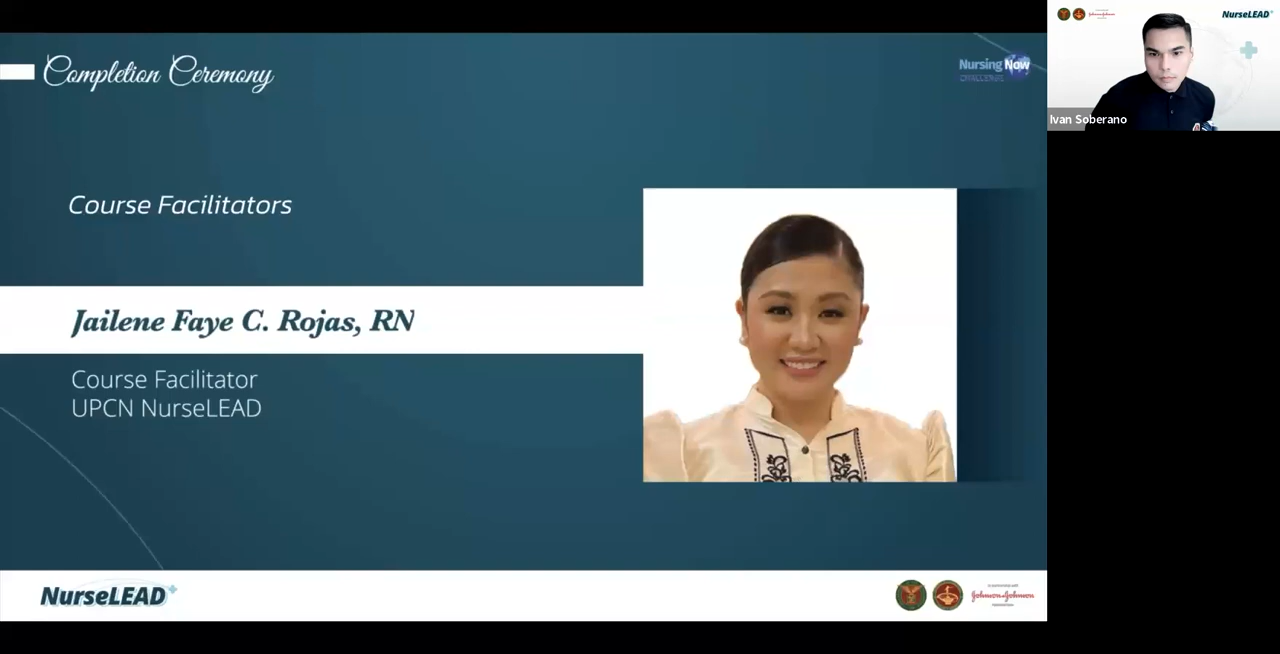 Completion Ceremony
Nursing Now
CHALLENGE
NurseLEAD
Ivan Soberano
Course Facilitators
Jailene Faye C. Rojas, RN
Course Facilitator
UPCN NurseLEAD
NurseLEAD
Johnson & Johnson
FOUNDATION